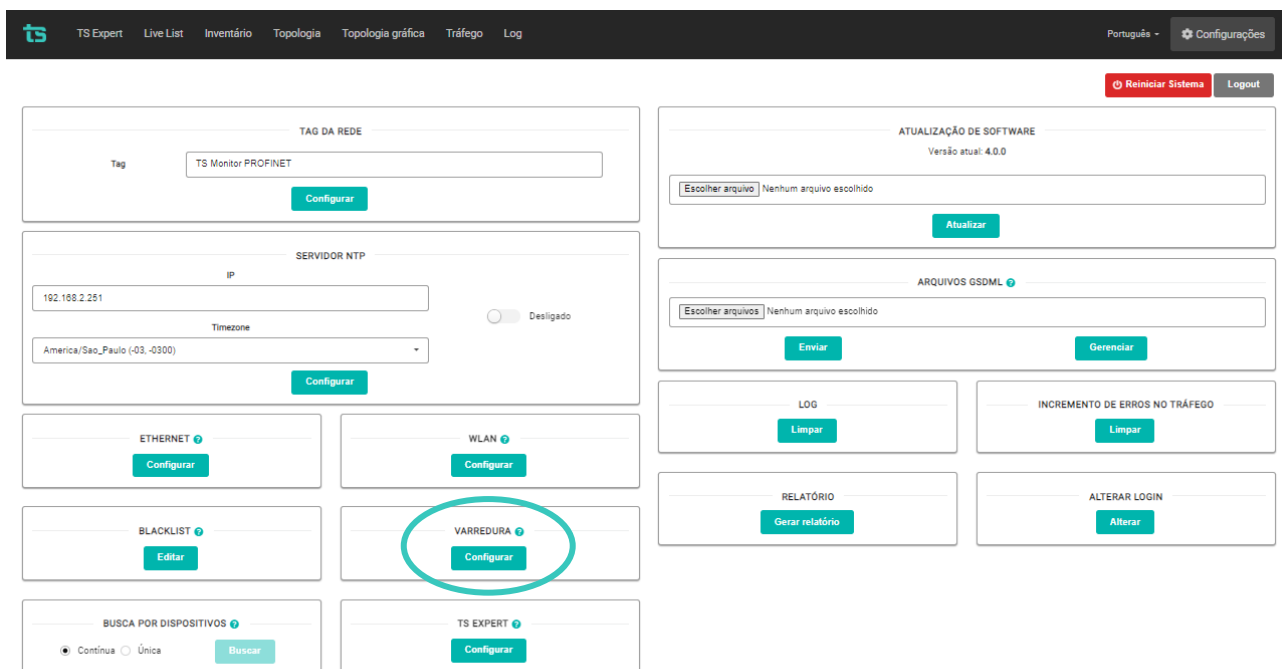 ts TS Expert Live List Inventário Topologia Topologia gráfica Tráfego Log Português Configurações
Reiniciar Sistema Logout
TAG DA REDE
Tag TS Monitor PROFINET
Configurar
SERVIDOR NTP
IP
192.168.2.251
Desligado
Timezone
America/Sao_Paulo (-03, -0300)
Configurar
ETHERNET ?
Configurar
WLAN ?
Configurar
BLACKLIST ?
Editar
VARREDURA ?
Configurar
BUSCA POR DISPOSITIVOS ?
Contínua Única Buscar
TS EXPERT ?
Configurar
ATUALIZAÇÃO DE SOFTWARE
Versão atual: 4.0.0
Escolher arquivo Nenhum arquivo escolhido
Atualizar
ARQUIVOS GSDML ?
Escolher arquivos Nenhum arquivo escolhido
Enviar Gerenciar
LOG
Limpar
INCREMENTO DE ERROS NO TRÁFEGO
Limpar
RELATÓRIO
Gerar relatório
ALTERAR LOGIN
Alterar